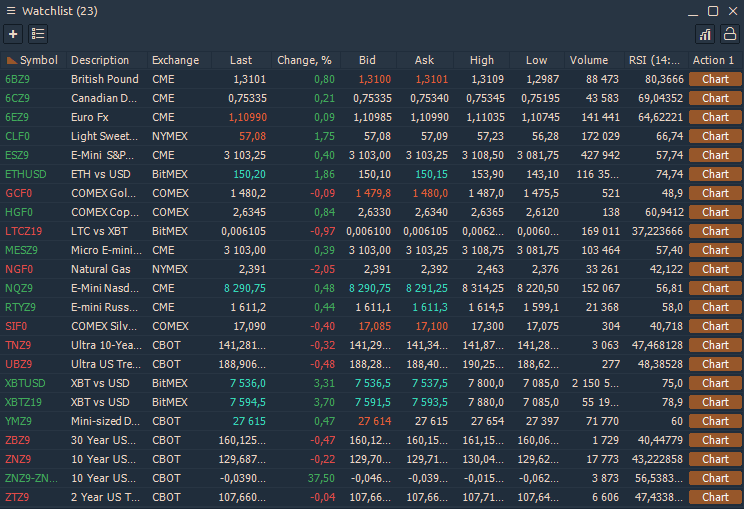 Watchlist (23)
Symbol Description Exchange Last Change, % Bid Ask High Low Volume RSI (14:... Action 1
6BZ9 British Pound CME 1,3101 0,80 1,3100 1,3101 1,3109 1,2987 88 473 80,3666 Chart
6CZ9 Canadian D... CME 0,75335 0,21 0,75335 0,75340 0,75345 0,75195 43 583 69,04352 Chart
6EZ9 Euro Fx CME 1,10990 0,09 1,10985 1,10990 1,11035 1,10745 141 441 64,62221 Chart
CLF0 Light Sweet... NYMEX 57,08 1,75 57,08 57,09 57,23 56,28 172 029 66,74 Chart
ESZ9 E-Mini S&P... CME 3 103,25 0,40 3 103,00 3 103,25 3 108,50 3 081,75 427 942 57,74 Chart
ETHUSD ETH vs USD BitMEX 150,20 1,86 150,10 150,15 153,90 143,10 116 35... 74,74 Chart
GCF0 COMEX Gol... COMEX 1 480,2 -0,09 1 479,8 1 480,0 1 487,0 1 475,5 521 48,9 Chart
HGF0 COMEX Cop... COMEX 2,6345 0,84 2,6330 2,6340 2,6365 2,6120 138 60,9412 Chart
LTCZ19 LTC vs XBT BitMEX 0,006105 -0,97 0,006100 0,006105 0,0062... 0,0060... 169 011 37,223666 Chart
MESZ9 Micro E-mini... CME 3 103,00 0,39 3 103,00 3 103,25 3 108,75 3 081,00 103 464 57,40 Chart
NGF0 Natural Gas NYMEX 2,391 -2,05 2,391 2,392 2,463 2,376 33 261 42,122 Chart
NQZ9 E-Mini Nasd... CME 8 290,75 0,48 8 290,75 8 291,25 8 314,25 8 220,50 152 067 56,81 Chart
RTYZ9 E-mini Russ... CME 1 611,2 0,44 1 611,1 1 611,3 1 614,5 1 599,1 21 368 58,0 Chart
SIF0 COMEX Silv... COMEX 17,090 -0,40 17,085 17,100 17,300 17,075 304 40,718 Chart
TNZ9 Ultra 10-Yea... CBOT 141,281... -0,32 141,29... 141,34... 141,87... 141,28... 3 063 47,468128 Chart
UBZ9 Ultra US Tre... CBOT 188,906... -0,48 188,28... 188,40... 190,25... 188,62... 277 48,38528 Chart
XBTUSD XBT vs USD BitMEX 7 536,0 3,31 7 536,5 7 537,5 7 800,0 7 085,0 2 150 5... 75,0 Chart
XBTZ19 XBT vs USD BitMEX 7 594,5 3,70 7 591,5 7 593,5 7 880,0 7 085,0 55 19... 78,9 Chart
YMZ9 Mini-sized D... CBOT 27 615 0,47 27 614 27 615 27 654 27 397 71 770 60 Chart
ZBZ9 30 Year US... CBOT 160,125... -0,47 160,12... 160,15... 161,15... 160,06... 1 729 40,44779 Chart
ZNZ9 10 Year US... CBOT 129,687... -0,22 129,70... 129,71... 130,04... 129,62... 17 773 43,222858 Chart
ZNZ9-ZN... 10 Year US... CBOT -0,0390... 37,50 -0,046... -0,039... -0,015... -0,062... 3 873 56,5383... Chart
ZTZ9 2 Year US T... CBOT 107,660... -0,04 107,66... 107,66... 107,71... 107,64... 6 606 47,4338... Chart